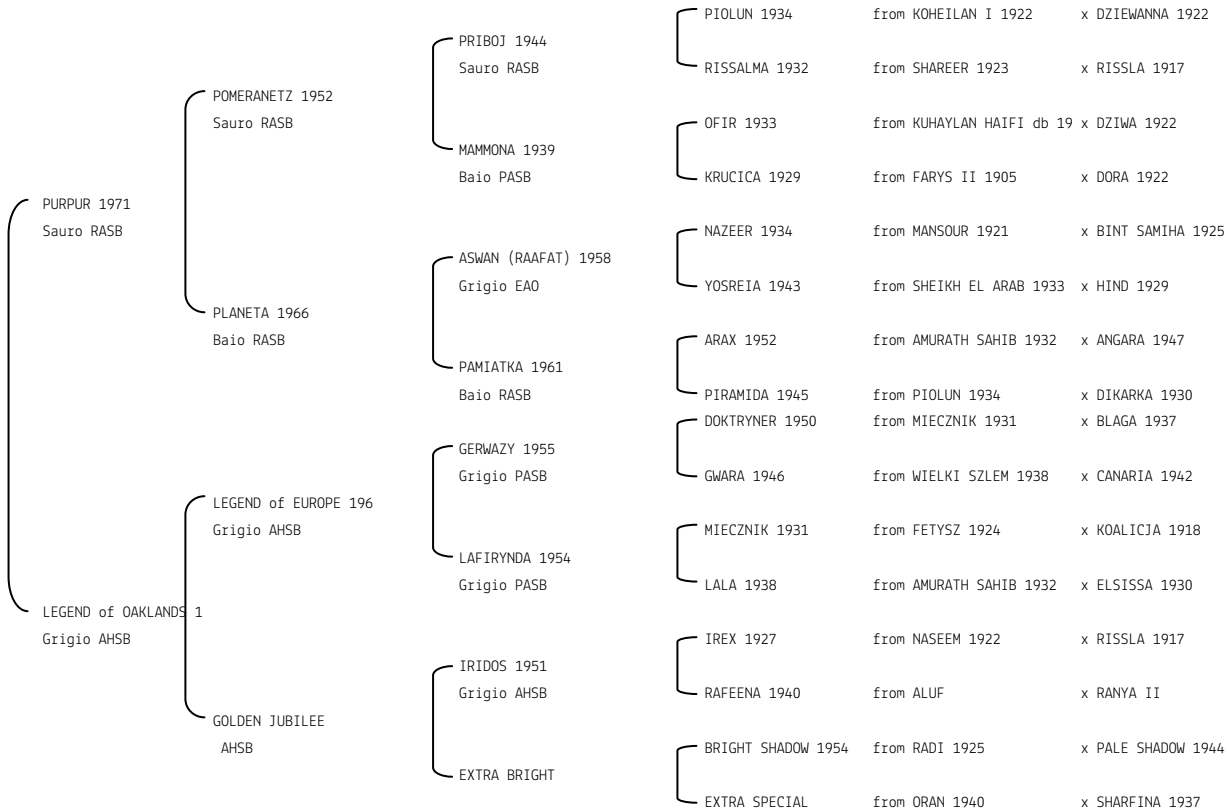 PIOLUN 1934 from KOHEILAN I 1922 x DZIEWANNA 1922
PRIBOJ 1944
Sauro RASB RISSALMA 1932 from SHAREER 1923 x RISSLA 1917
POMERANETZ 1952
Sauro RASB OFIR 1933 from KUHAYLAN HAIFI db 19 x DZIWA 1922
MAMMONA 1939
Baio PASB KRUCICA 1929 from FARYS II 1905 x DORA 1922
PURPUR 1971
Sauro RASB NAZEER 1934 from MANSOUR 1921 x BINT SAMIHA 1925
ASWAN (RAAFAT) 1958
Grigio EAO YOSREIA 1943 from SHEIKH EL ARAB 1933 x HIND 1929
PLANETA 1966
Baio RASB ARAX 1952 from AMURATH SAHIB 1932 x ANGARA 1947
PAMIATKA 1961
Baio RASB PIRAMIDA 1945 from PIOLUN 1934 x DIKARKA 1930
DOKTRYNER 1950 from MIECZNIK 1931 x BLAGA 1937
GERWAZY 1955
Grigio PASB GWARA 1946 from WIELKI SZLEM 1938 x CANARIA 1942
LEGEND of EUROPE 196
Grigio AHSB MIECZNIK 1931 from FETYSZ 1924 x KOALICJA 1918
LAFIRYNDA 1954
Grigio PASB LALA 1938 from AMURATH SAHIB 1932 x ELSISSA 1930
LEGEND of OAKLANDS 1
Grigio AHSB IREX 1927 from NASEEM 1922 x RISSLA 1917
IRIDOS 1951
Grigio AHSB RAFEENA 1940 from ALUF x RANYA II
GOLDEN JUBILEE
AHSB BRIGHT SHADOW 1954 from RADI 1925 x PALE SHADOW 1944
EXTRA BRIGHT
EXTRA SPECIAL from ORAN 1940 x SHARFINA 1937